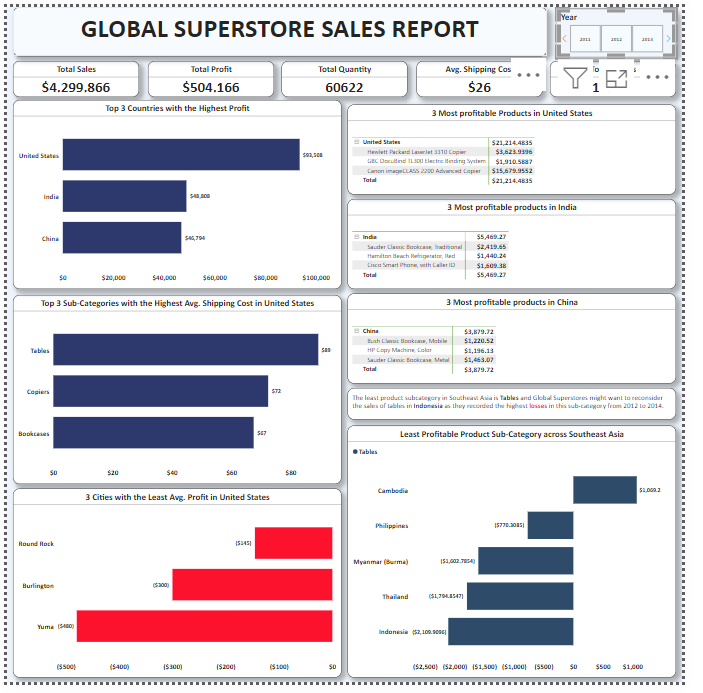 GLOBAL SUPERSTORE SALES REPORT
Year
2011 2012 2013
Total Sales
$4.299.866
Total Profit
$504.166
Total Quantity
60622
Avg. Shipping Cos
$26
1
Top 3 Countries with the Highest Profit
United States $93,508
India $48,808
China $46,794
$0 $20,000 $40,000 $60,000 $80,000 $100,000
3 Most profitable Products in United States
United States $21,214.4835
Hewlett Packard LaserJet 3310 Copier $3,623.9396
GBC DocuBind TL300 Electric Binding System $1,910.5887
Canon imageCLASS 2200 Advanced Copier $15,679.9552
Total $21,214.4835
3 Most profitable products in India
India $5,469.27
Sauder Classic Bookcase, Traditional $2,419.65
Hamilton Beach Refrigerator, Red $1,440.24
Cisco Smart Phone, with Caller ID $1,609.38
Total $5,469.27
Top 3 Sub-Categories with the Highest Avg. Shipping Cost in United States
Tables $89
Copiers $72
Bookcases $67
$0 $20 $40 $60 $80
3 Most profitable products in China
China $3,879.72
Bush Classic Bookcase, Mobile $1,220.52
HP Copy Machine, Color $1,196.13
Sauder Classic Bookcase, Metal $1,463.07
Total $3,879.72
The least product subcategory in Southeast Asia is Tables and Global Superstores might want to reconsider
the sales of tables in Indonesia as they recorded the highest losses in this sub-category from 2012 to 2014.
3 Cities with the Least Avg. Profit in United States
Round Rock ($145)
Burlington ($300)
Yuma ($480)
($500) ($400) ($300) ($200) ($100) $0
Least Profitable Product Sub-Category across Southeast Asia
Tables
Cambodia $1,069.2
Philippines ($770.3085)
Myanmar (Burma) ($1,602.7854)
Thailand ($1,794.8547)
Indonesia ($2,109.9096)
($2,500) ($2,000) ($1,500) ($1,000) ($500) $0 $500 $1,000